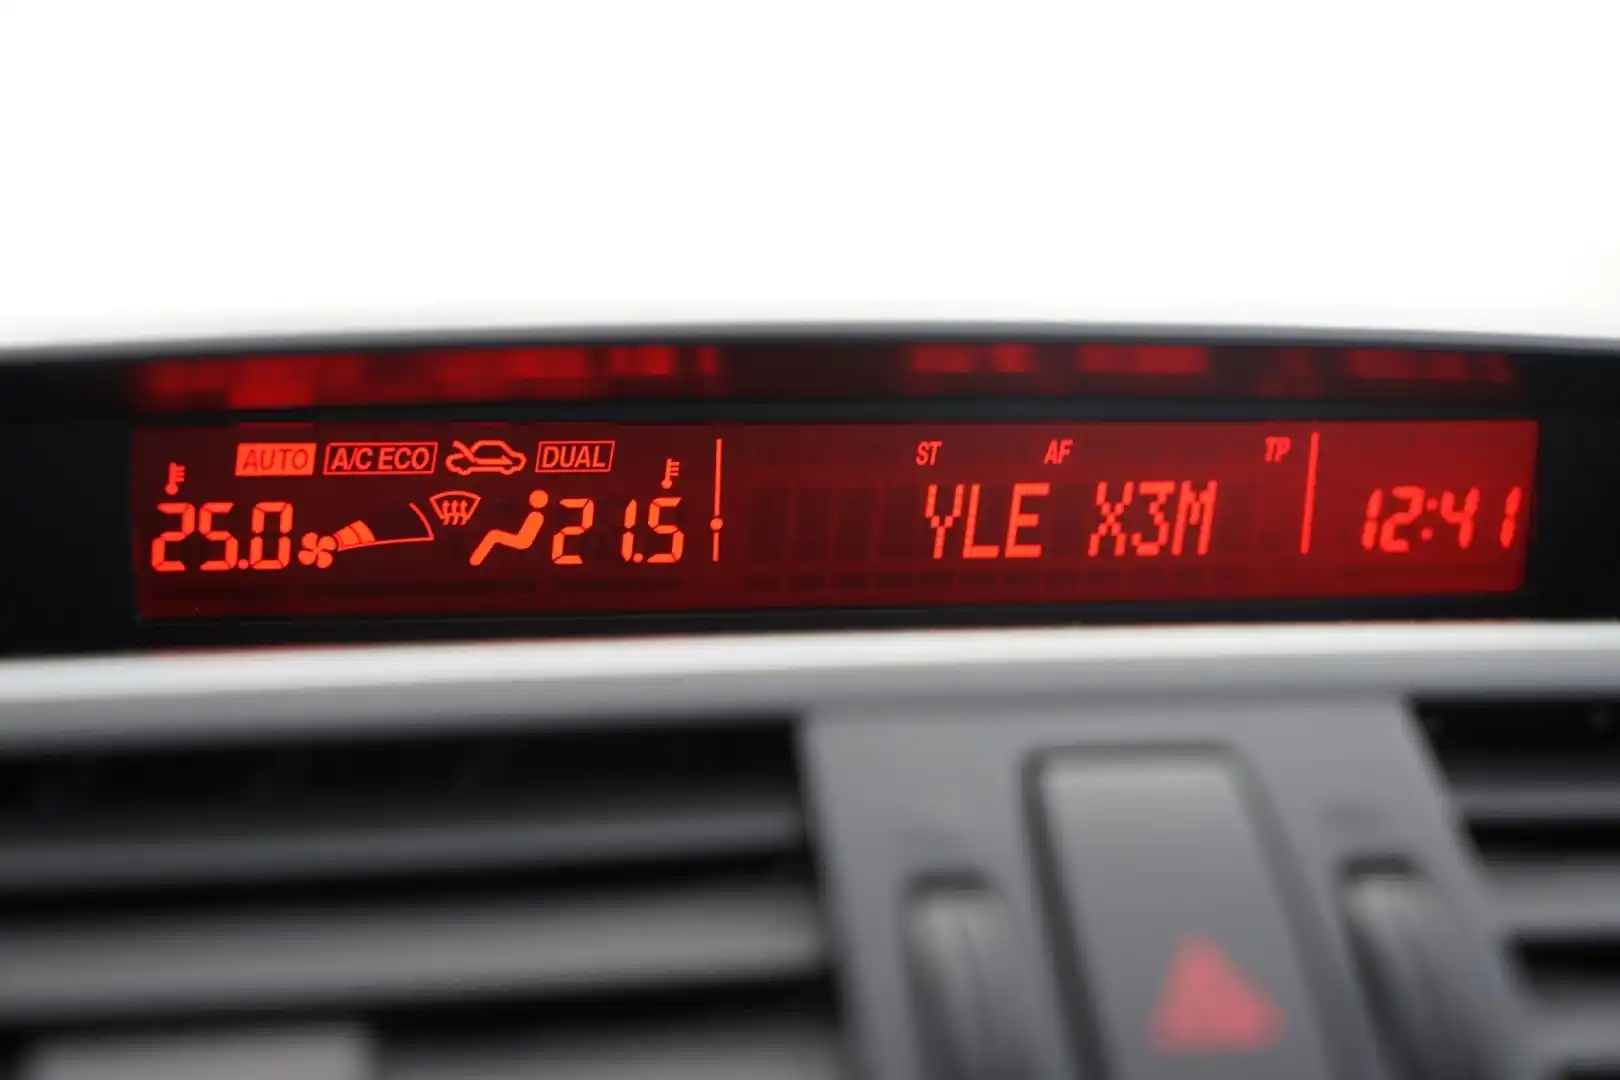 AUTO A/C ECO DUAL ST AF TP
25.0 21.5 YLE X3M 12:41